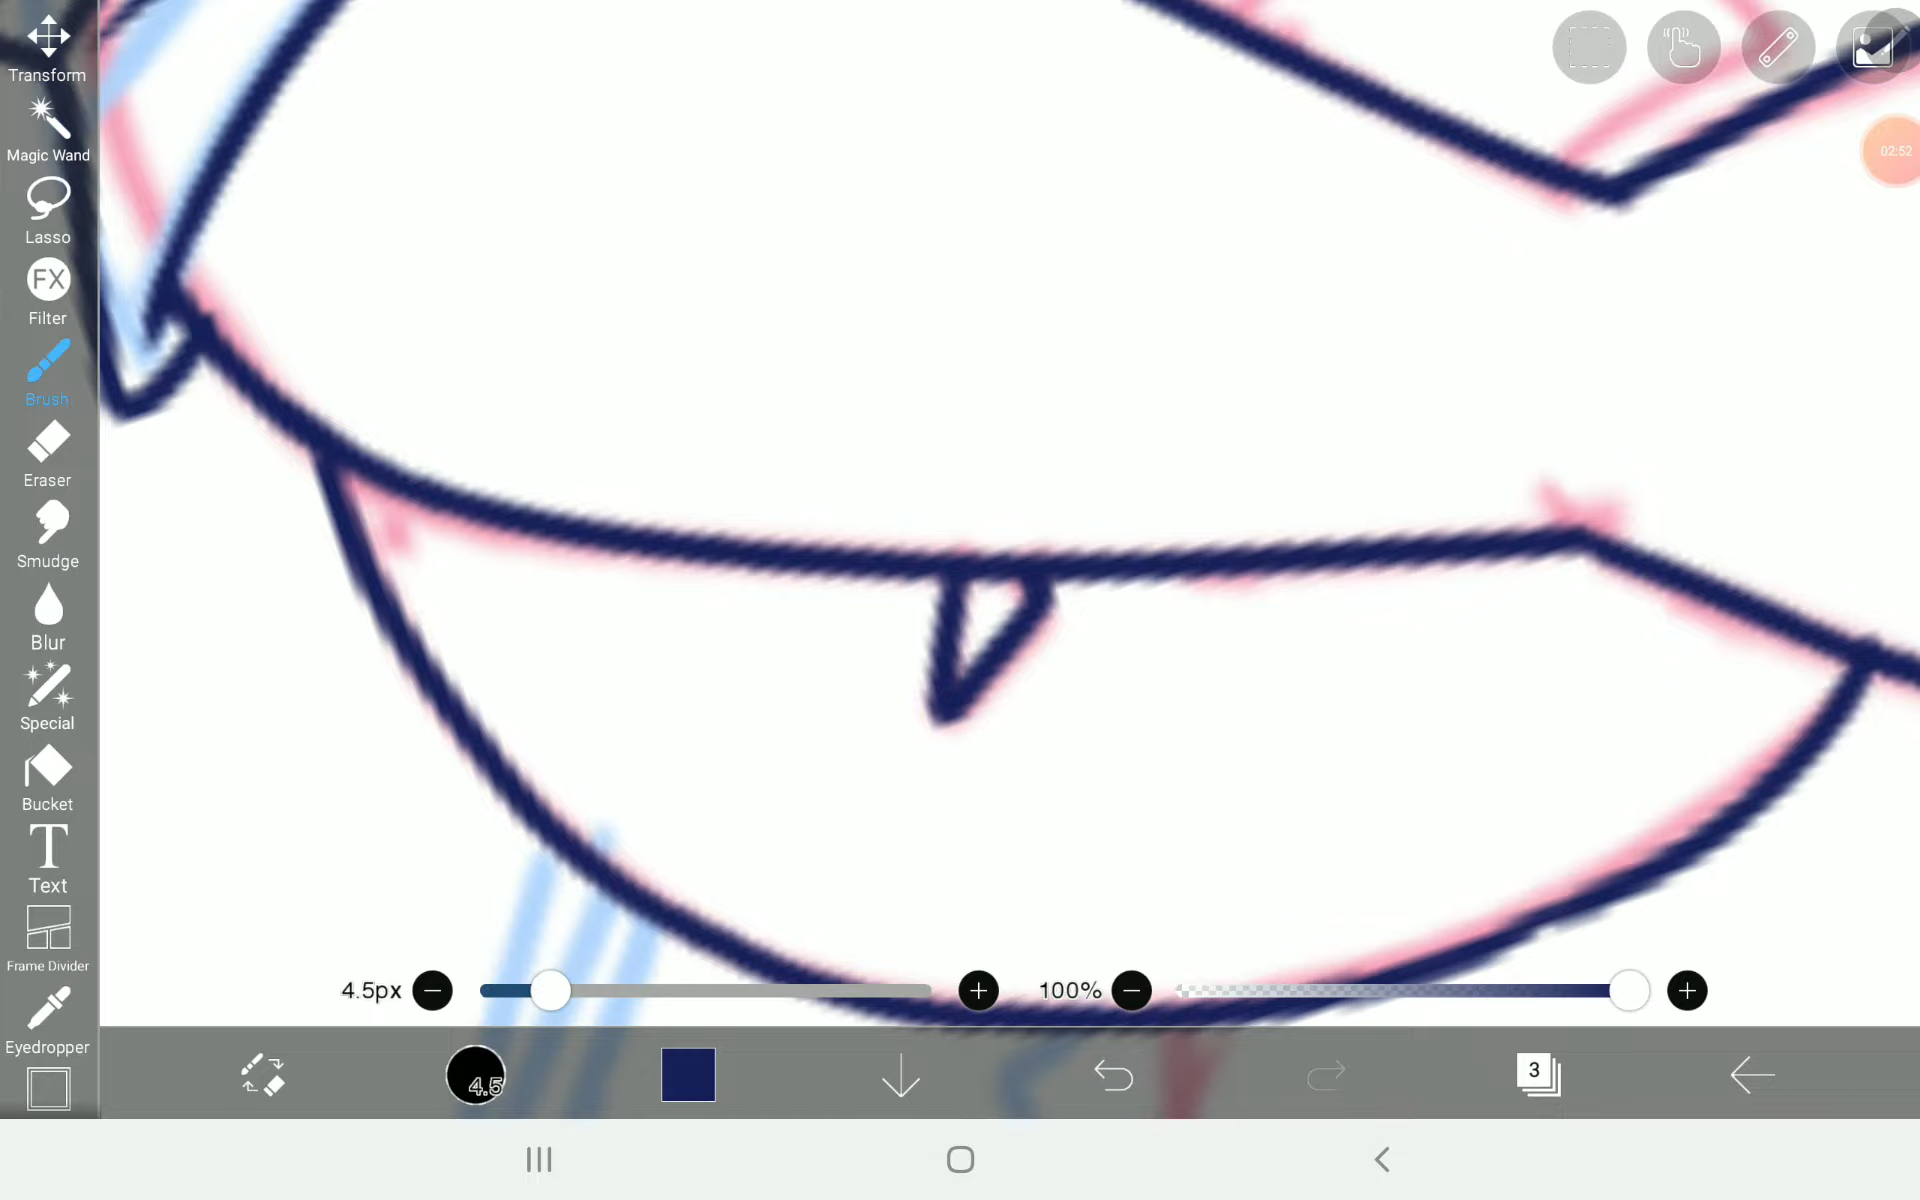 Transform
Magic Wand
Lasso
FX
Filter
Brush
Eraser
Smudge
Blur
Special
Bucket
T
Text
Frame Divider
Eyedropper
02:52
4.5px
100%
4.5
3